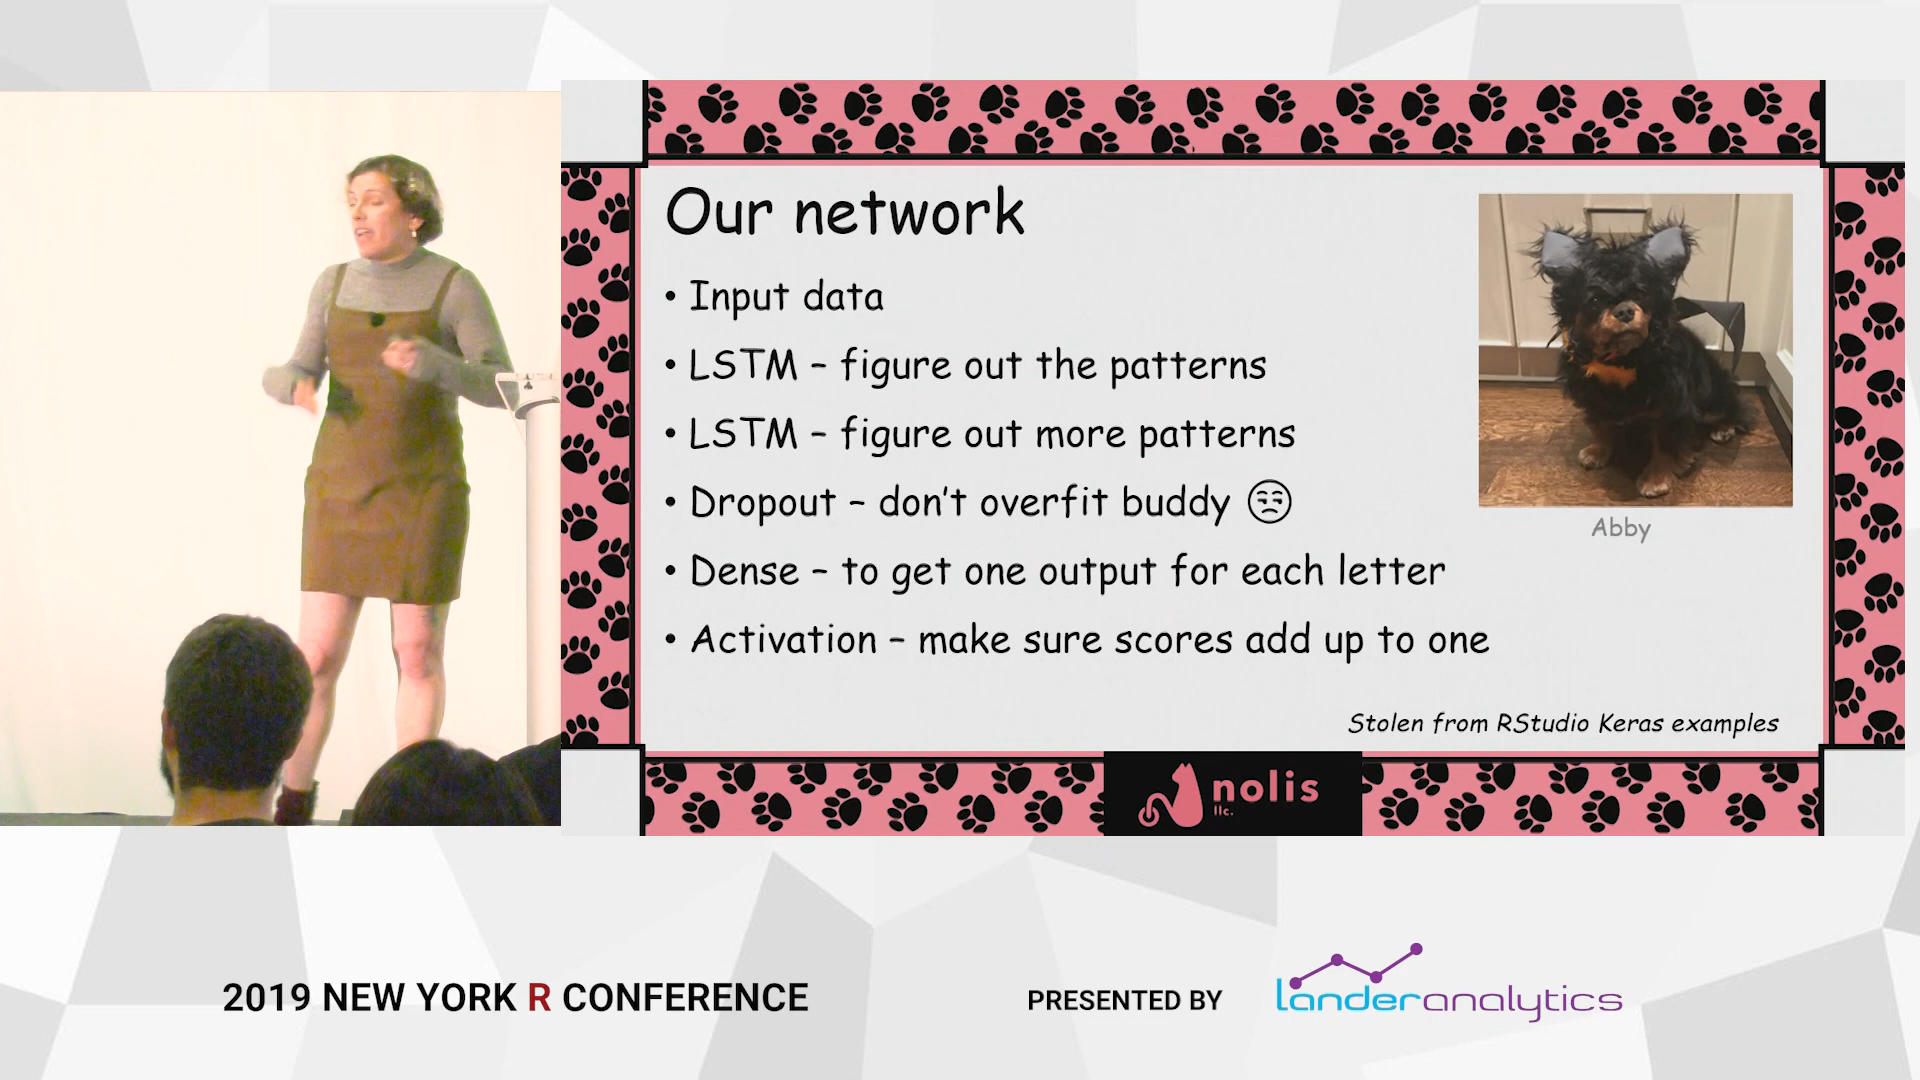 Our network
• Input data
• LSTM – figure out the patterns
• LSTM – figure out more patterns
• Dropout – don't overfit buddy 😒
• Dense – to get one output for each letter
• Activation – make sure scores add up to one
Abby
Stolen from RStudio Keras examples
nolis
llc.
2019 NEW YORK R CONFERENCE
PRESENTED BY
landeranalytics